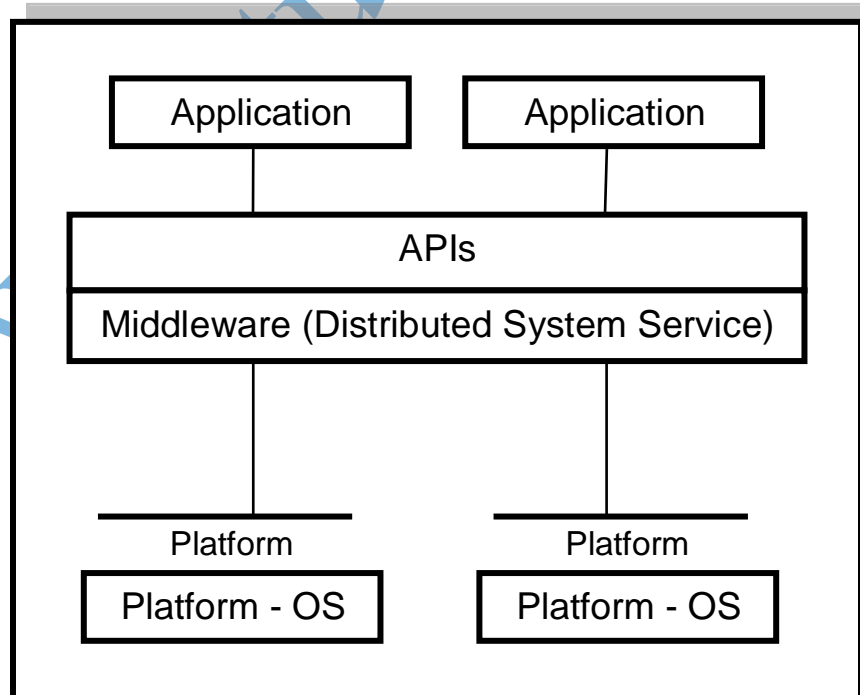 Application Application
APIs
Middleware (Distributed System Service)
Platform Platform
Platform - OS Platform - OS